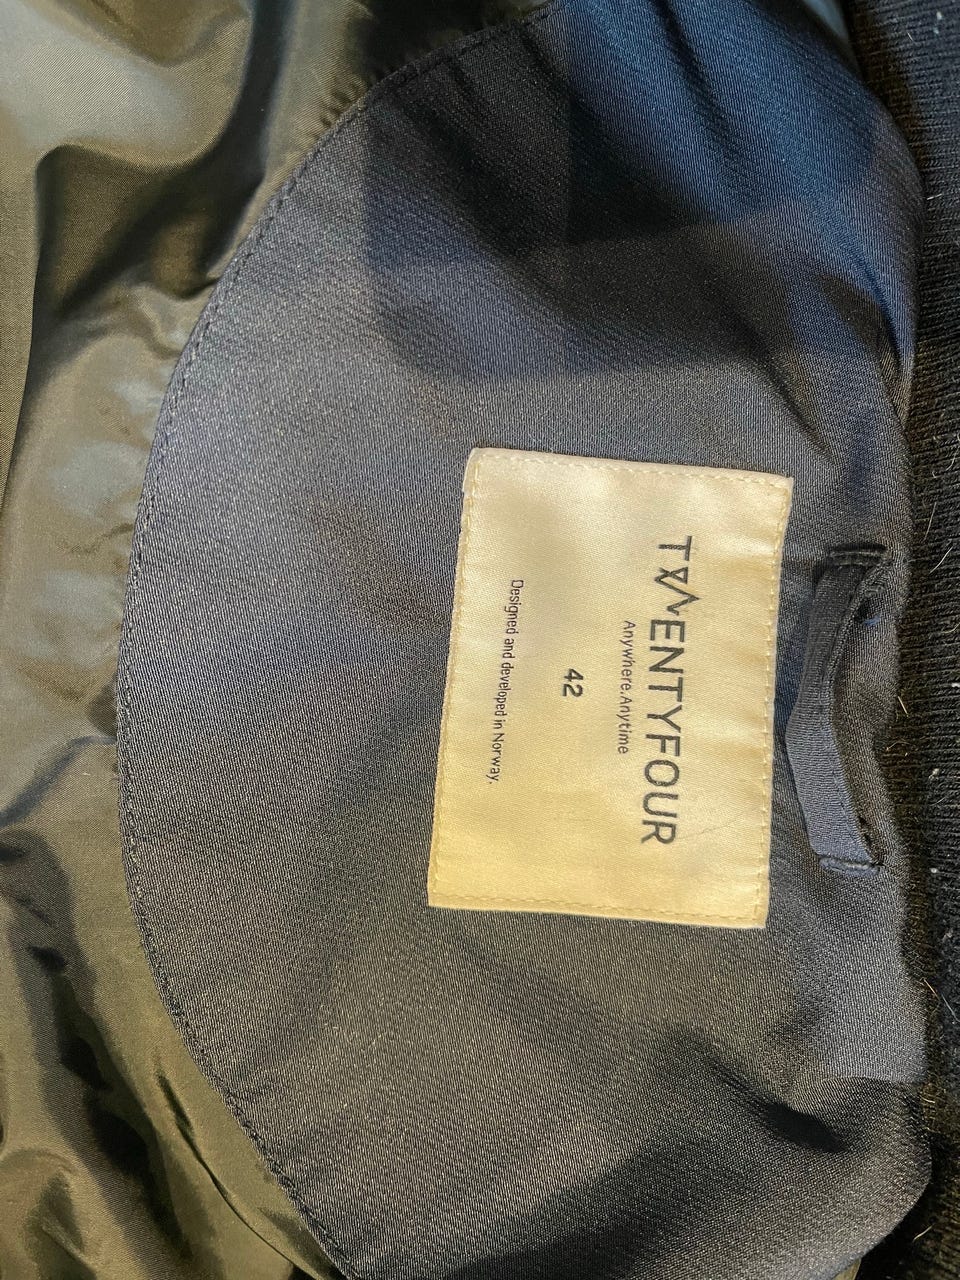 TWENTYFOUR
Anywhere.Anytime
42
Designed and developed in Norway.